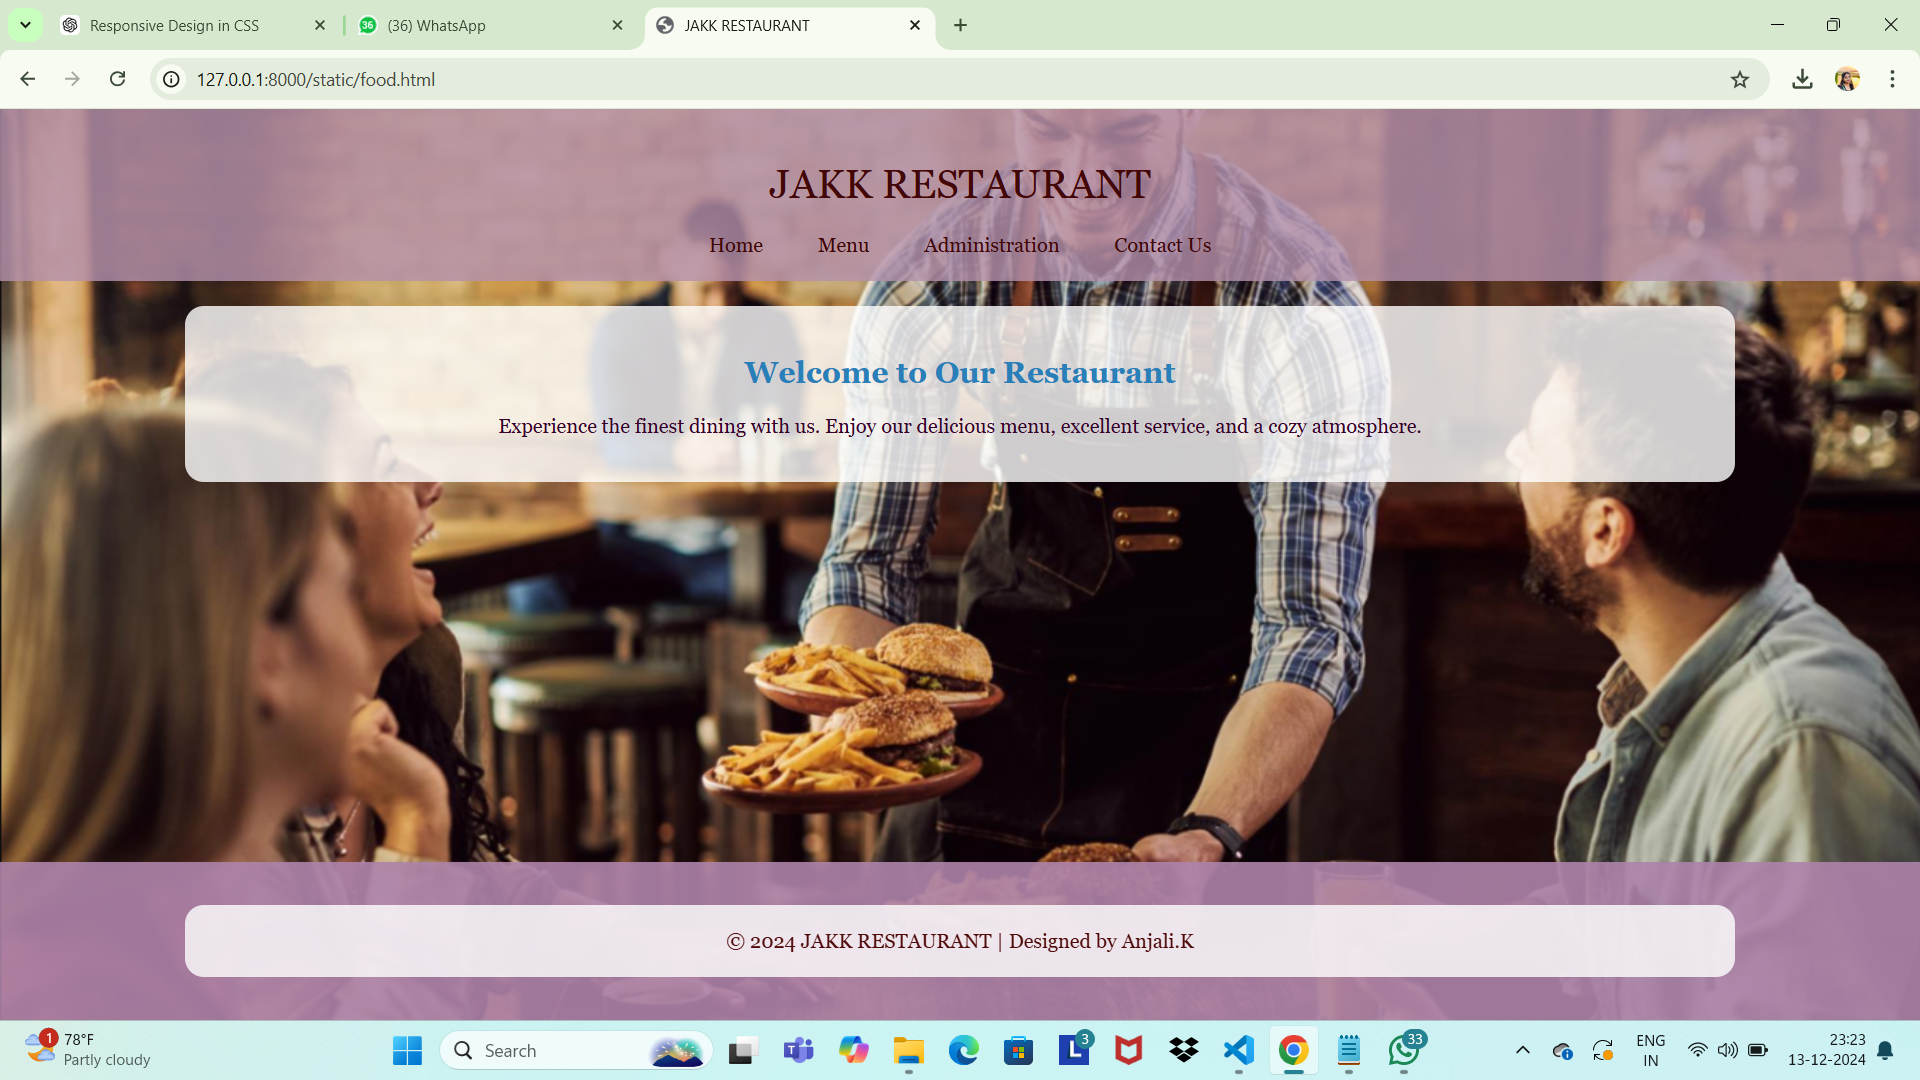 Responsive Design in CSS
36
(36) WhatsApp
JAKK RESTAURANT
127.0.0.1:8000/static/food.html
JAKK RESTAURANT
Home Menu Administration Contact Us
Welcome to Our Restaurant
Experience the finest dining with us. Enjoy our delicious menu, excellent service, and a cozy atmosphere.
© 2024 JAKK RESTAURANT | Designed by Anjali.K
1
78°F
Partly cloudy
Search
T
L
3
33
ENG
IN
23:23
13-12-2024